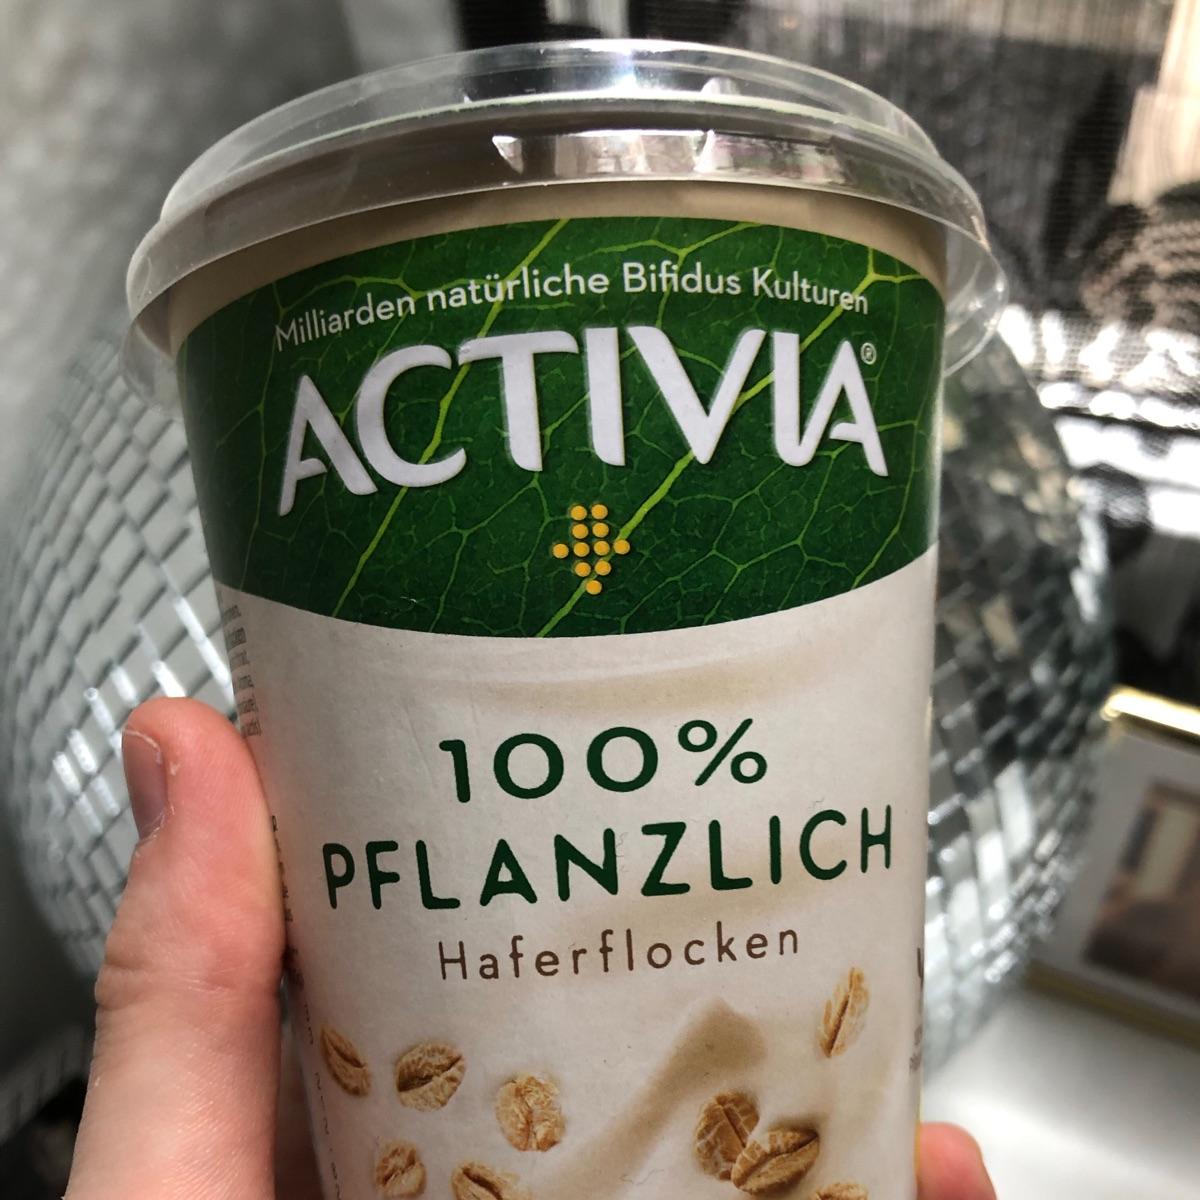 Milliarden natürliche Bifidus Kulturen
ACTIVIA®
100%
PFLANZLICH
Haferflocken